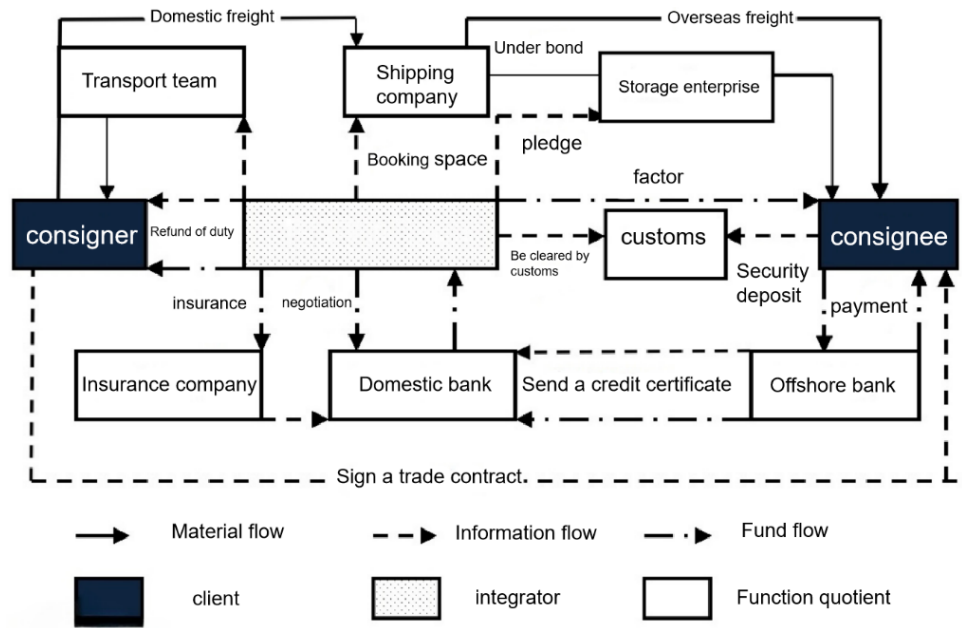 Domestic freight
Overseas freight
Under bond
Transport team
Shipping
company
Storage enterprise
Booking space
pledge
factor
consigner
Refund of duty
customs
consignee
Be cleared by
customs
Security
deposit
insurance
negotiation
payment
Insurance company
Domestic bank
Send a credit certificate
Offshore bank
Sign a trade contract.
Material flow
Information flow
Fund flow
client
integrator
Function quotient